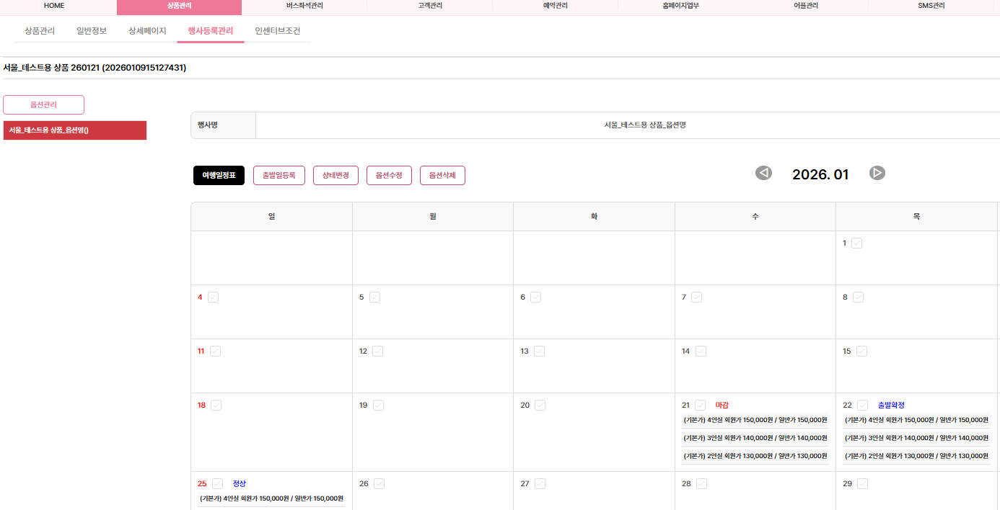 HOME 상품관리 버스좌석관리 고객관리 예약관리 홈페이지업무 어플관리 SMS관리
상품관리 일반정보 상세페이지 행사등록관리 인센티브조건
서울_테스트용 상품 260121 (2026010915127431)
옵션관리
서울_테스트용 상품_옵션명()
행사명 서울_테스트용 상품_옵션명
여행일정표 출발일등록 상태변경 옵션수정 옵션삭제 2026. 01
일 월 화 수 목
1
4 5 6 7 8
11 12 13 14 15
18 19 20 21 마감 22 출발확정
(기본가) 4인실 회원가 150,000원 / 일반가 150,000원 (기본가) 4인실 회원가 150,000원 / 일반가 150,000원
(기본가) 3인실 회원가 140,000원 / 일반가 140,000원 (기본가) 3인실 회원가 140,000원 / 일반가 140,000원
(기본가) 2인실 회원가 130,000원 / 일반가 130,000원 (기본가) 2인실 회원가 130,000원 / 일반가 130,000원
25 정상 26 27 28 29
(기본가) 4인실 회원가 150,000원 / 일반가 150,000원